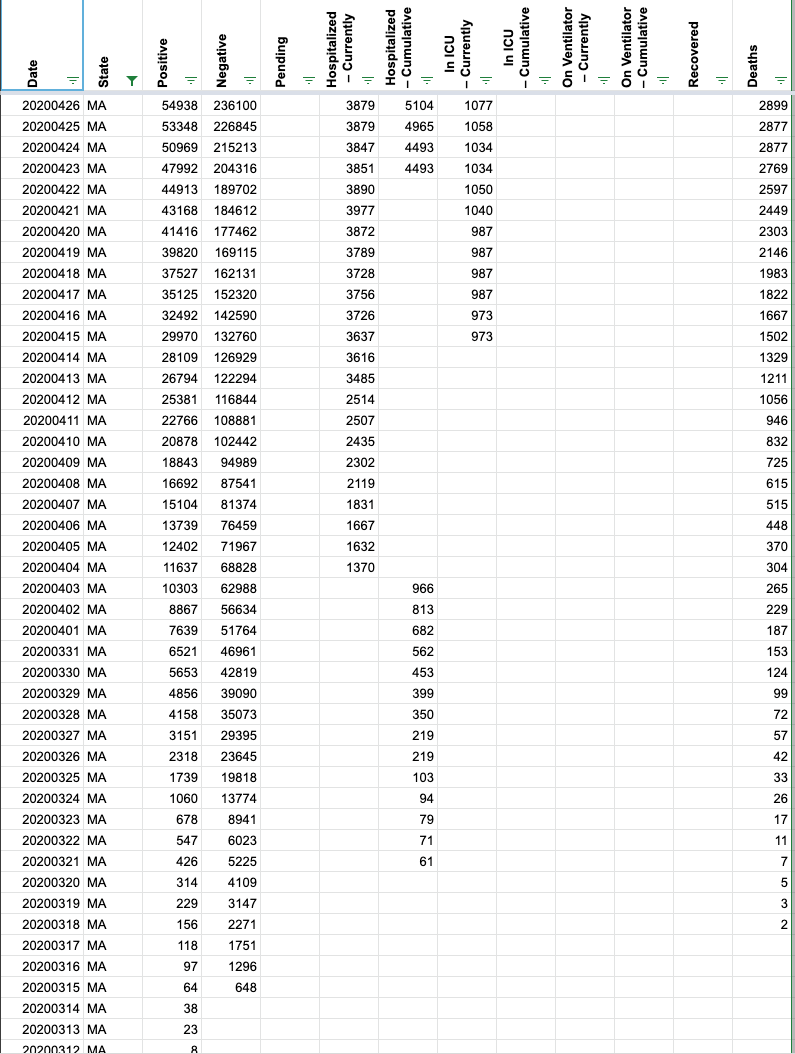 Date State Positive Negative Pending Hospitalized – Currently Hospitalized – Cumulative In ICU – Currently In ICU – Cumulative On Ventilator – Currently On Ventilator – Cumulative Recovered Deaths
20200426 MA 54938 236100 3879 5104 1077 2899
20200425 MA 53348 226845 3879 4965 1058 2877
20200424 MA 50969 215213 3847 4493 1034 2877
20200423 MA 47992 204316 3851 4493 1034 2769
20200422 MA 44913 189702 3890 1050 2597
20200421 MA 43168 184612 3977 1040 2449
20200420 MA 41416 177462 3872 987 2303
20200419 MA 39820 169115 3789 987 2146
20200418 MA 37527 162131 3728 987 1983
20200417 MA 35125 152320 3756 987 1822
20200416 MA 32492 142590 3726 973 1667
20200415 MA 29970 132760 3637 973 1502
20200414 MA 28109 126929 3616 1329
20200413 MA 26794 122294 3485 1211
20200412 MA 25381 116844 2514 1056
20200411 MA 22766 108881 2507 946
20200410 MA 20878 102442 2435 832
20200409 MA 18843 94989 2302 725
20200408 MA 16692 87541 2119 615
20200407 MA 15104 81374 1831 515
20200406 MA 13739 76459 1667 448
20200405 MA 12402 71967 1632 370
20200404 MA 11637 68828 1370 304
20200403 MA 10303 62988 966 265
20200402 MA 8867 56634 813 229
20200401 MA 7639 51764 682 187
20200331 MA 6521 46961 562 153
20200330 MA 5653 42819 453 124
20200329 MA 4856 39090 399 99
20200328 MA 4158 35073 350 72
20200327 MA 3151 29395 219 57
20200326 MA 2318 23645 219 42
20200325 MA 1739 19818 103 33
20200324 MA 1060 13774 94 26
20200323 MA 678 8941 79 17
20200322 MA 547 6023 71 11
20200321 MA 426 5225 61 7
20200320 MA 314 4109 5
20200319 MA 229 3147 3
20200318 MA 156 2271 2
20200317 MA 118 1751
20200316 MA 97 1296
20200315 MA 64 648
20200314 MA 38
20200313 MA 23
20200312 MA 8